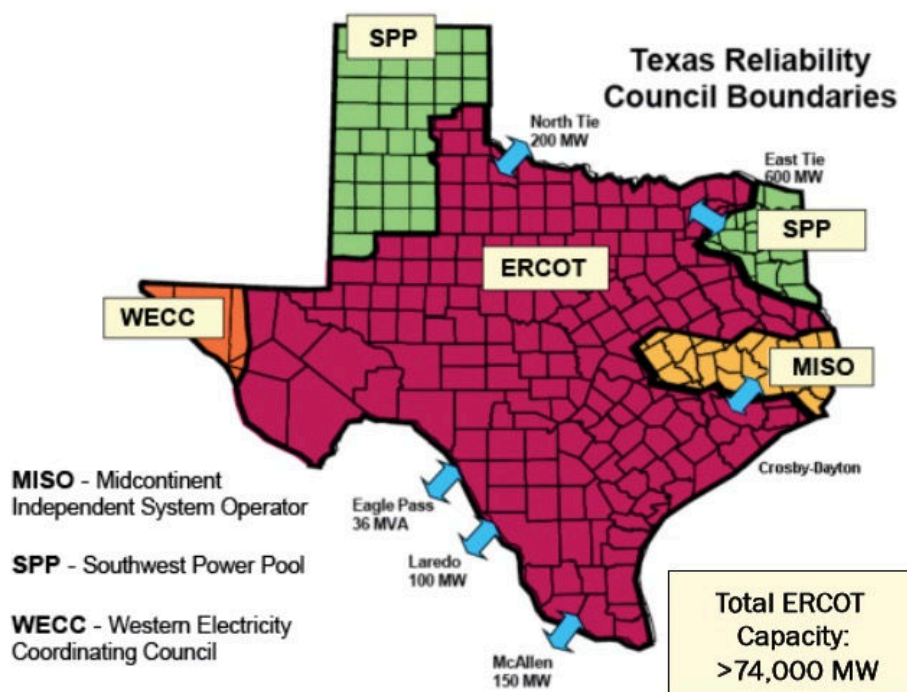 SPP
Texas Reliability
Council Boundaries
North Tie
200 MW
East Tie
600 MW
SPP
ERCOT
WECC
MISO
Crosby-Dayton
MISO - Midcontinent
Independent System Operator
Eagle Pass
36 MVA
SPP - Southwest Power Pool
Laredo
100 MW
WECC - Western Electricity
Coordinating Council
McAllen
150 MW
Total ERCOT
Capacity:
>74,000 MW